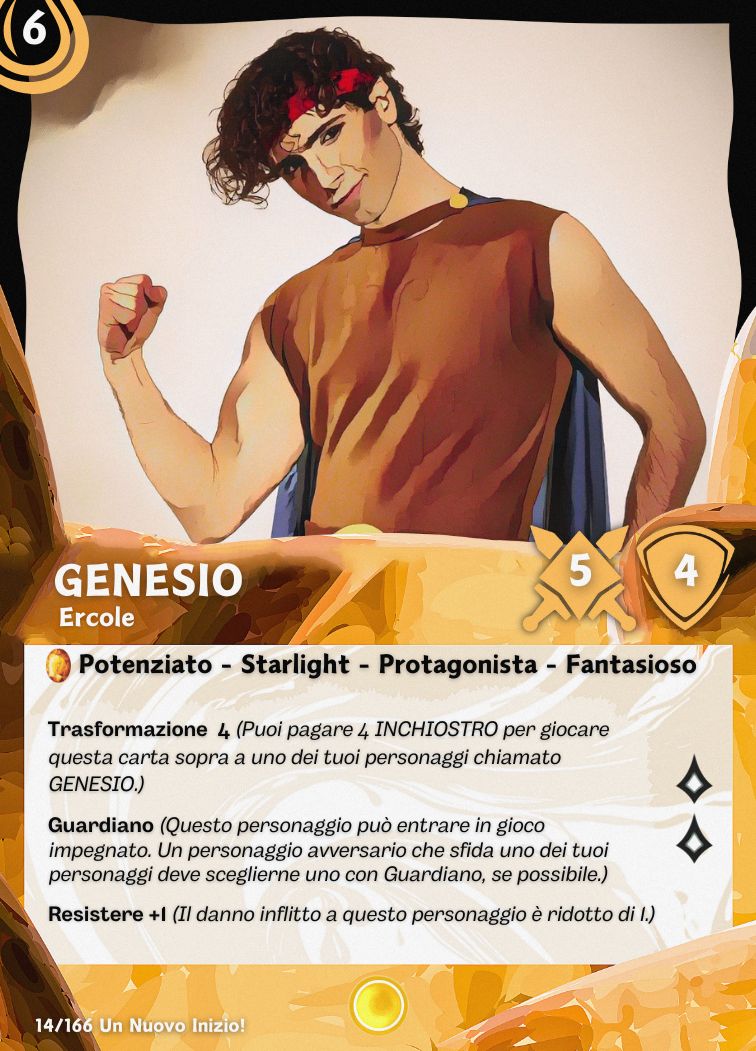 6
GENESIO
Ercole
5
4
Potenziato - Starlight - Protagonista - Fantasioso
Trasformazione 4 (Puoi pagare 4 INCHIOSTRO per giocare
questa carta sopra a uno dei tuoi personaggi chiamato
GENESIO.)
Guardiano (Questo personaggio può entrare in gioco
impegnato. Un personaggio avversario che sfida uno dei tuoi
personaggi deve sceglierne uno con Guardiano, se possibile.)
Resistere +1 (Il danno inflitto a questo personaggio è ridotto di 1.)
14/166 Un Nuovo Inizio!